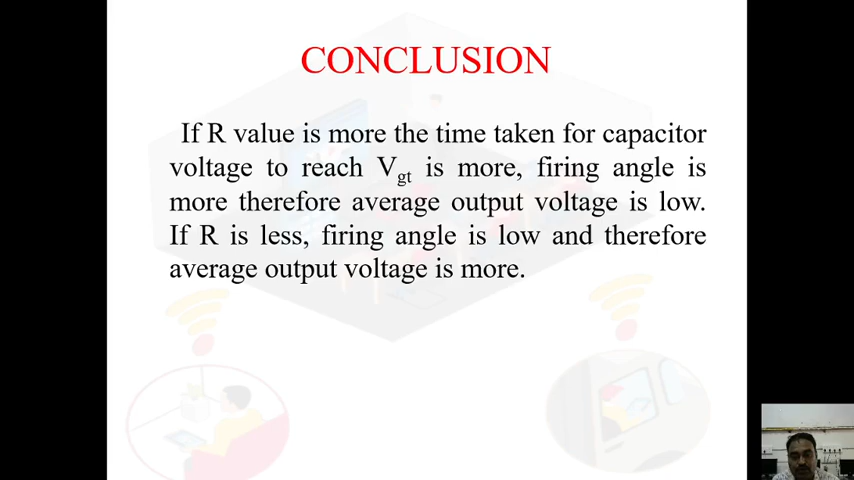 CONCLUSION
If R value is more the time taken for capacitor
voltage to reach Vgt is more, firing angle is
more therefore average output voltage is low.
If R is less, firing angle is low and therefore
average output voltage is more.